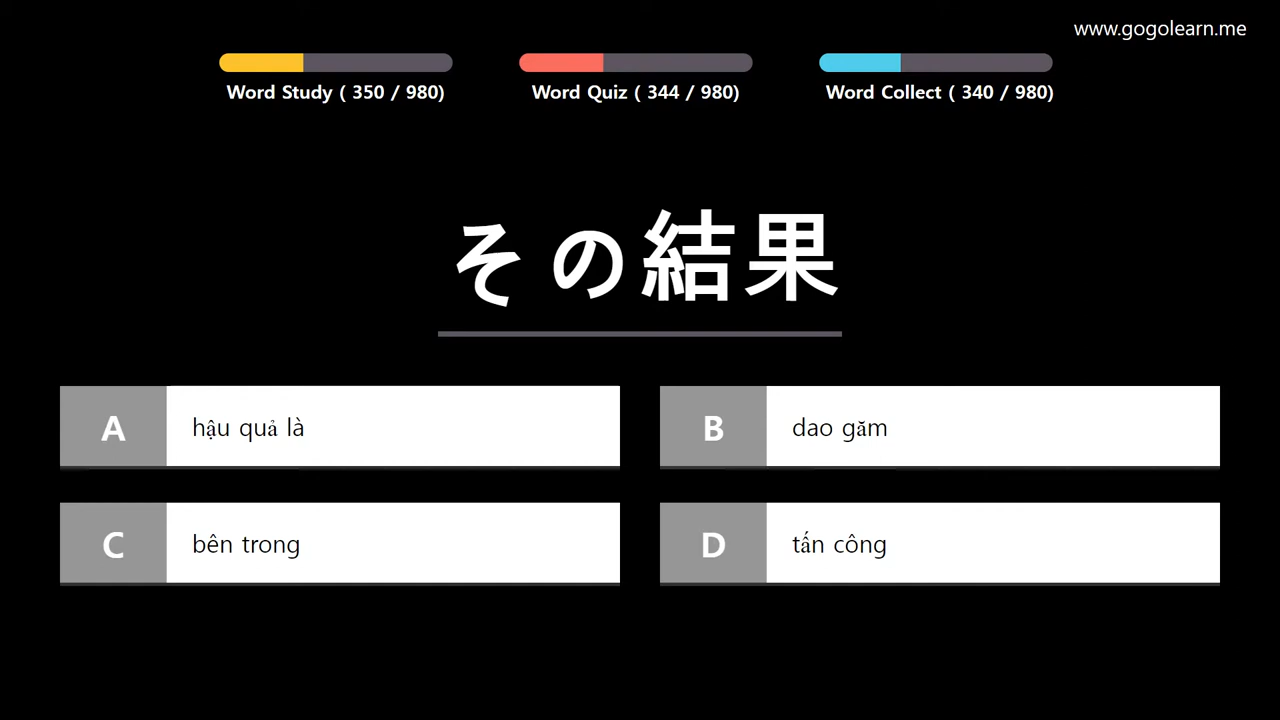 www.gogolearn.me
Word Study ( 350 / 980)
Word Quiz ( 344 / 980)
Word Collect ( 340 / 980)
その結果
A hậu quả là
B dao găm
C bên trong
D tấn công